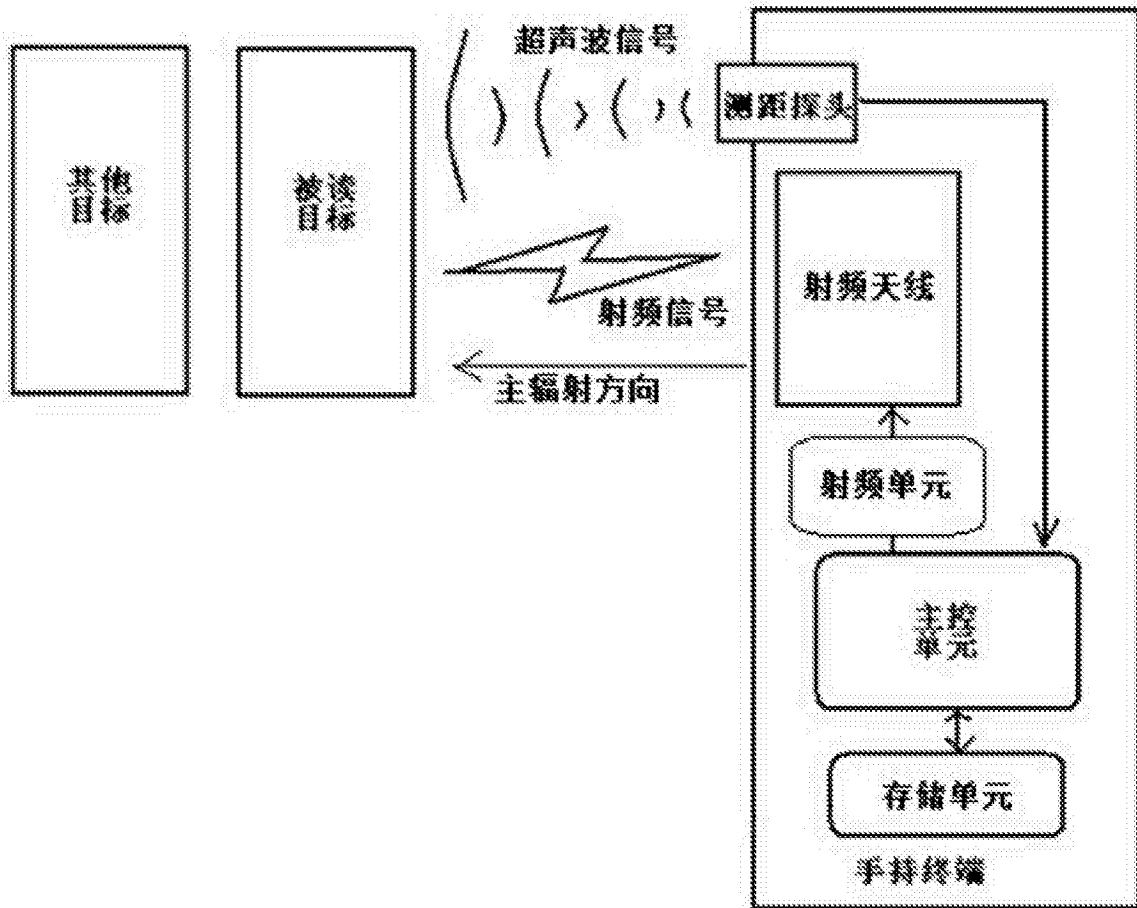 超声波信号
测距探头
其他
目标
被读
目标
射频天线
射频信号
主辐射方向
射频单元
主控
单元
存储单元
手持终端